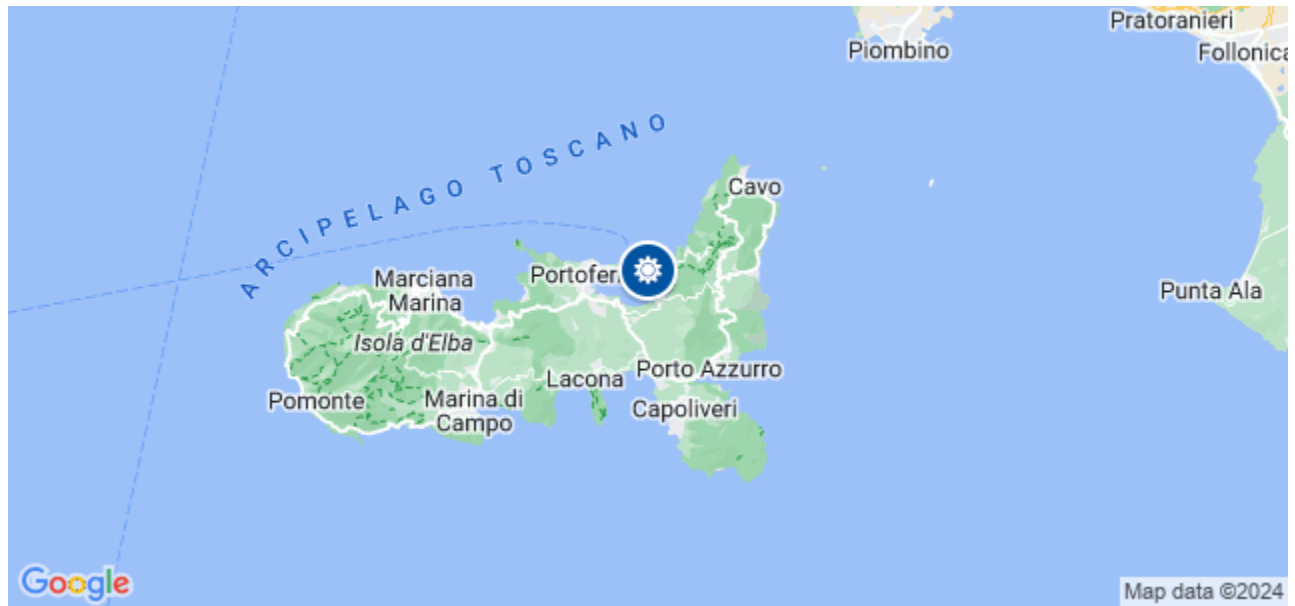 Pratoranieri
Piombino
Follonica
ARCIPELAGO TOSCANO
Cavo
Portofer
Marciana
Marina
Punta Ala
Isola d'Elba
Porto Azzurro
Lacona
Pomonte
Marina di
Campo
Capoliveri
Google
Map data ©2024